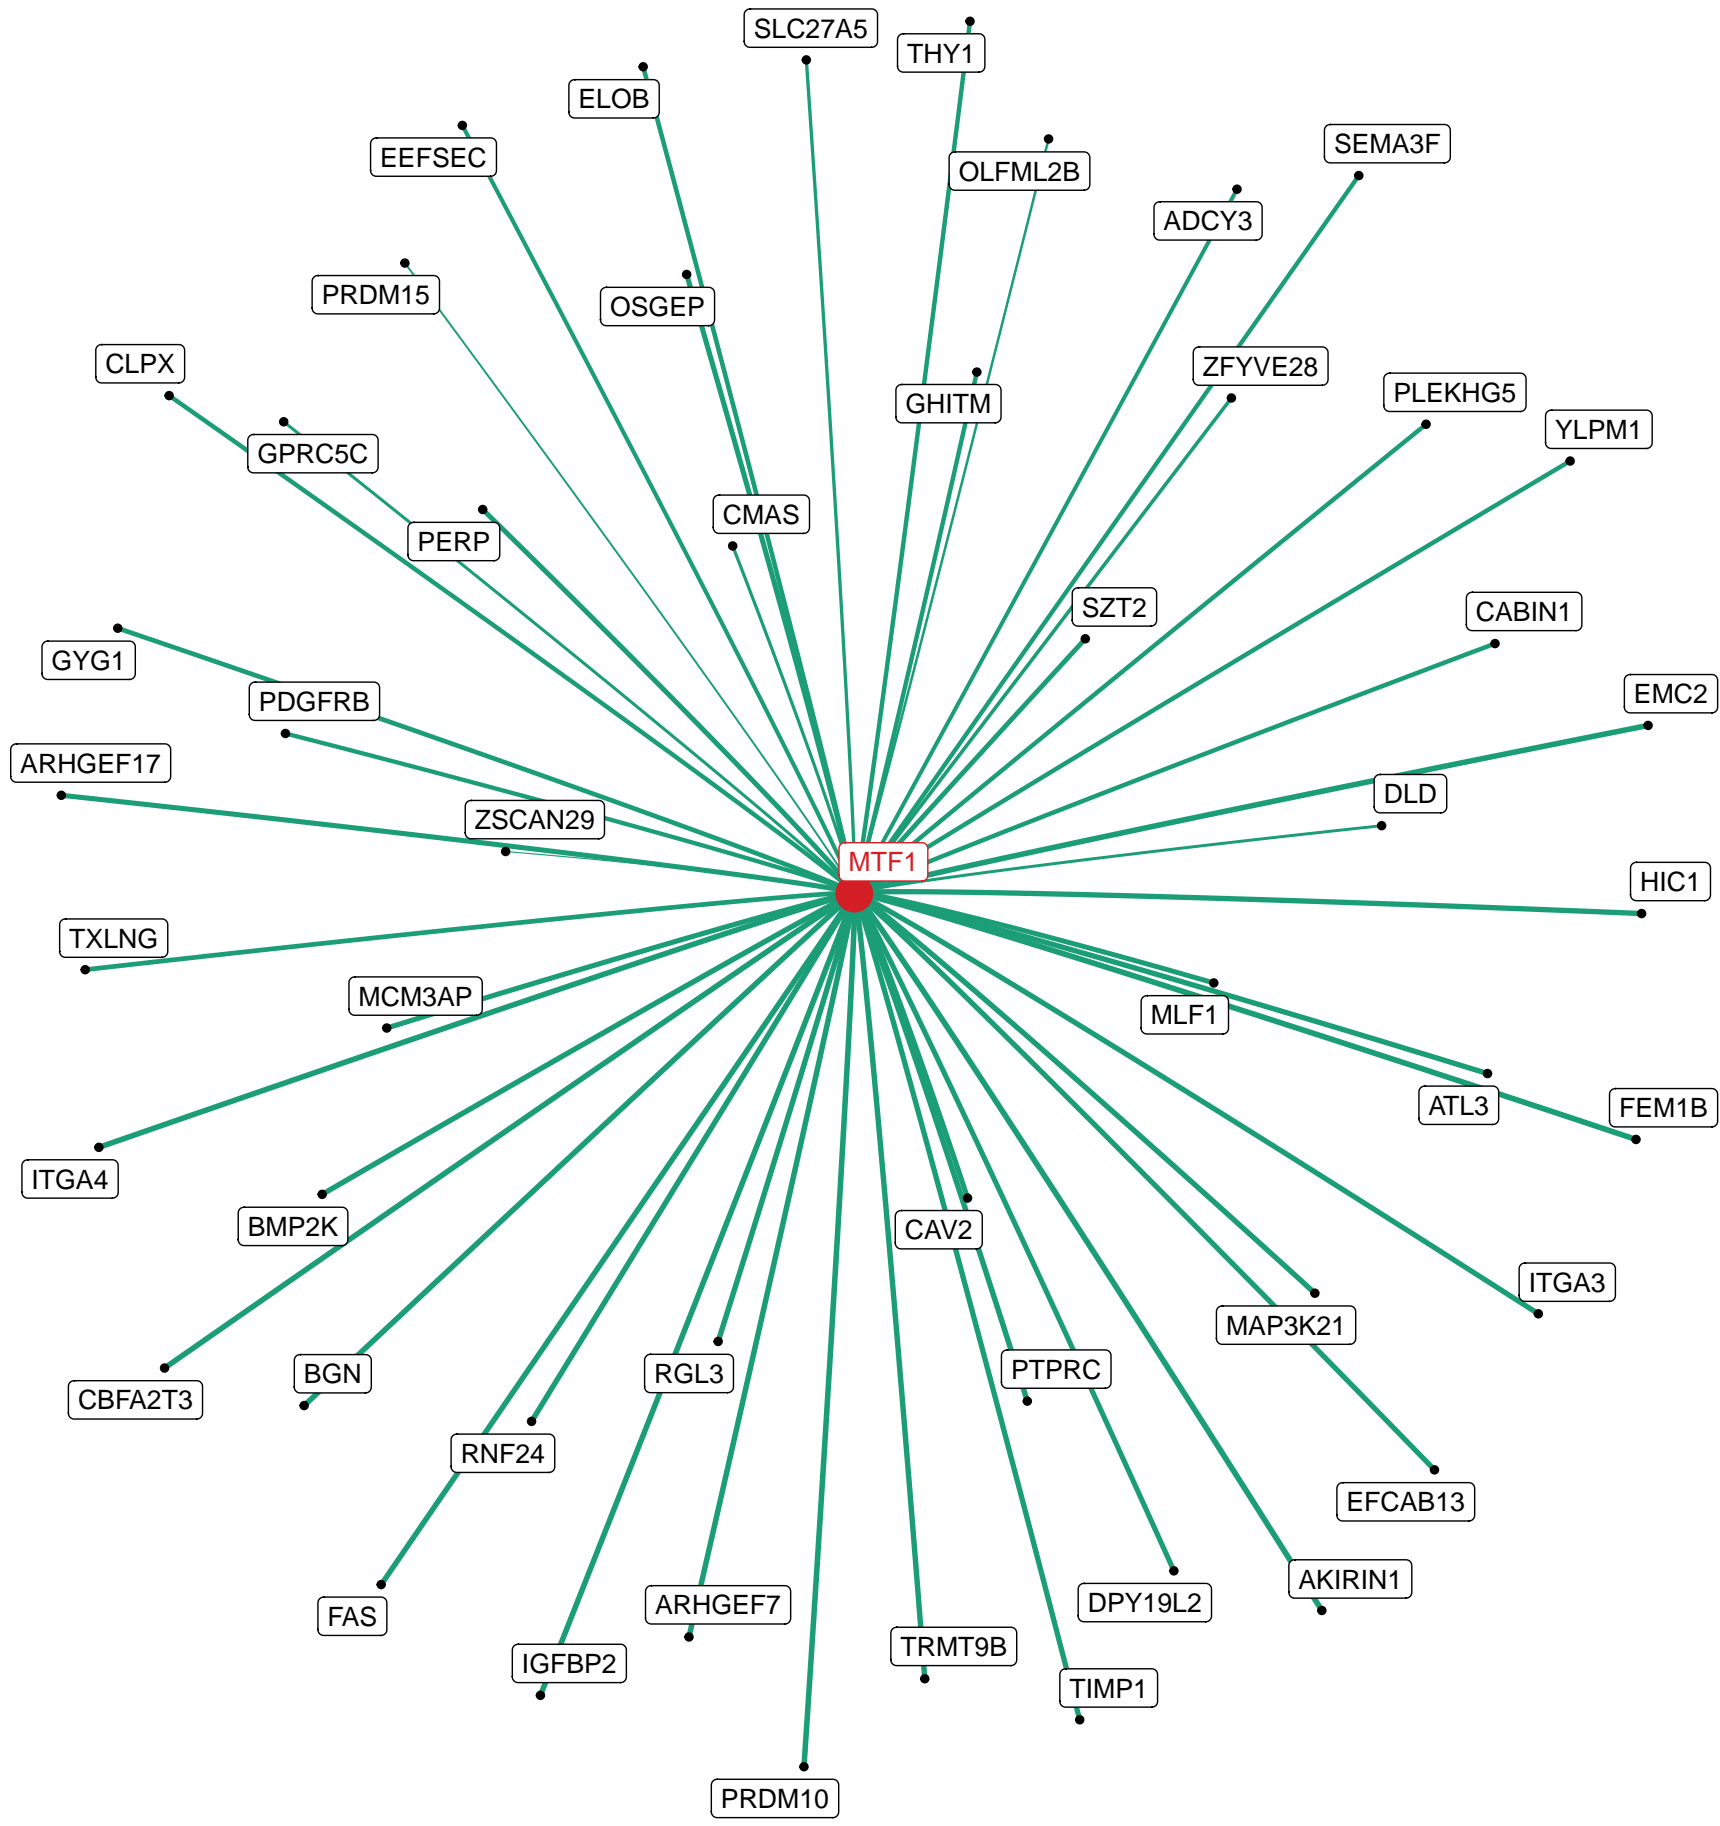 SLC27A5
THY1
ELOB
SEMA3F
EEFSEC
OLFML2B
ADCY3
PRDM15
OSGEP
CLPX
ZFYVE28
PLEKHG5
GHITM
YLPM1
GPRC5C
CMAS
PERP
SZT2
CABIN1
GYG1
EMC2
PDGFRB
ARHGEF17
DLD
ZSCAN29
MTF1
HIC1
TXLNG
MCM3AP
MLF1
ATL3
FEM1B
ITGA4
BMP2K
CAV2
ITGA3
MAP3K21
PTPRC
BGN
RGL3
CBFA2T3
RNF24
EFCAB13
AKIRIN1
DPY19L2
ARHGEF7
FAS
TRMT9B
IGFBP2
TIMP1
PRDM10